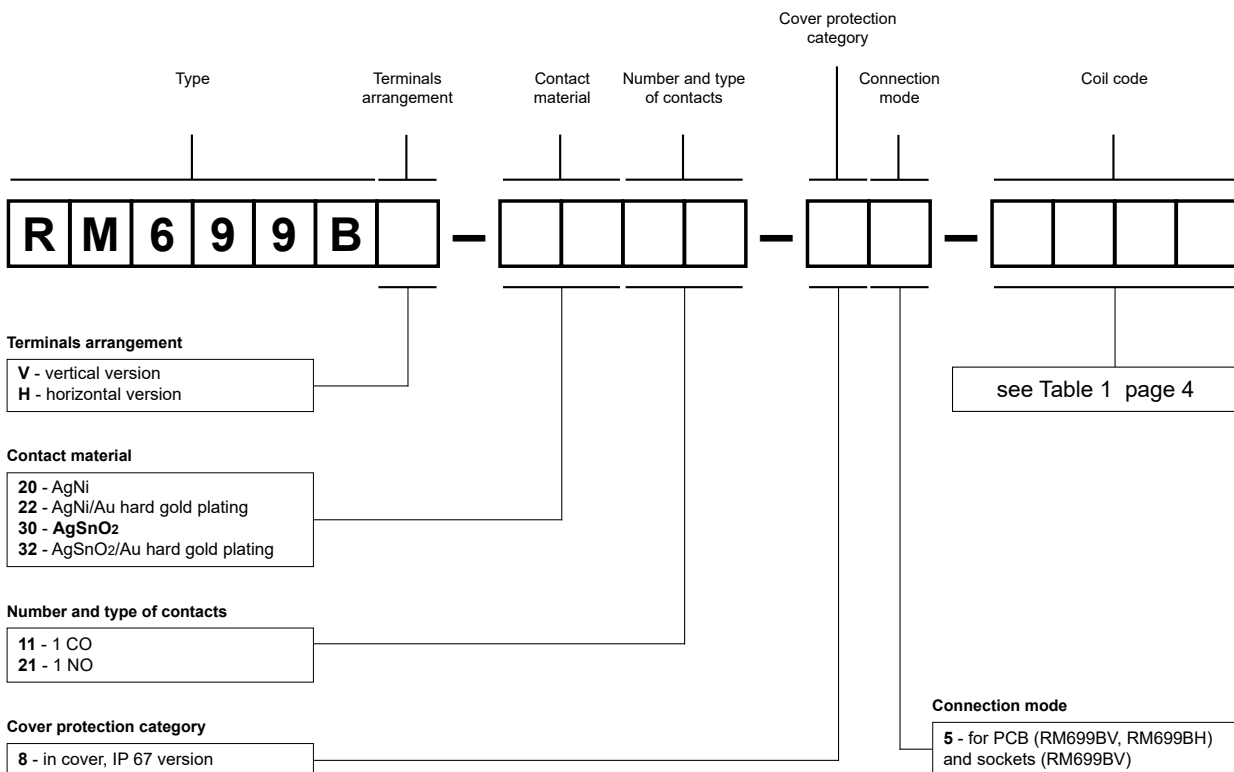 Cover protection
category
Type
Terminals
arrangement
Contact
material
Number and type
of contacts
Connection
mode
Coil code
RM699B – – –
Terminals arrangement
V - vertical version
H - horizontal version
see Table 1 page 4
Contact material
20 - AgNi
22 - AgNi/Au hard gold plating
30 - AgSnO2
32 - AgSnO2/Au hard gold plating
Number and type of contacts
11 - 1 CO
21 - 1 NO
Cover protection category
8 - in cover, IP 67 version
Connection mode
5 - for PCB (RM699BV, RM699BH)
and sockets (RM699BV)